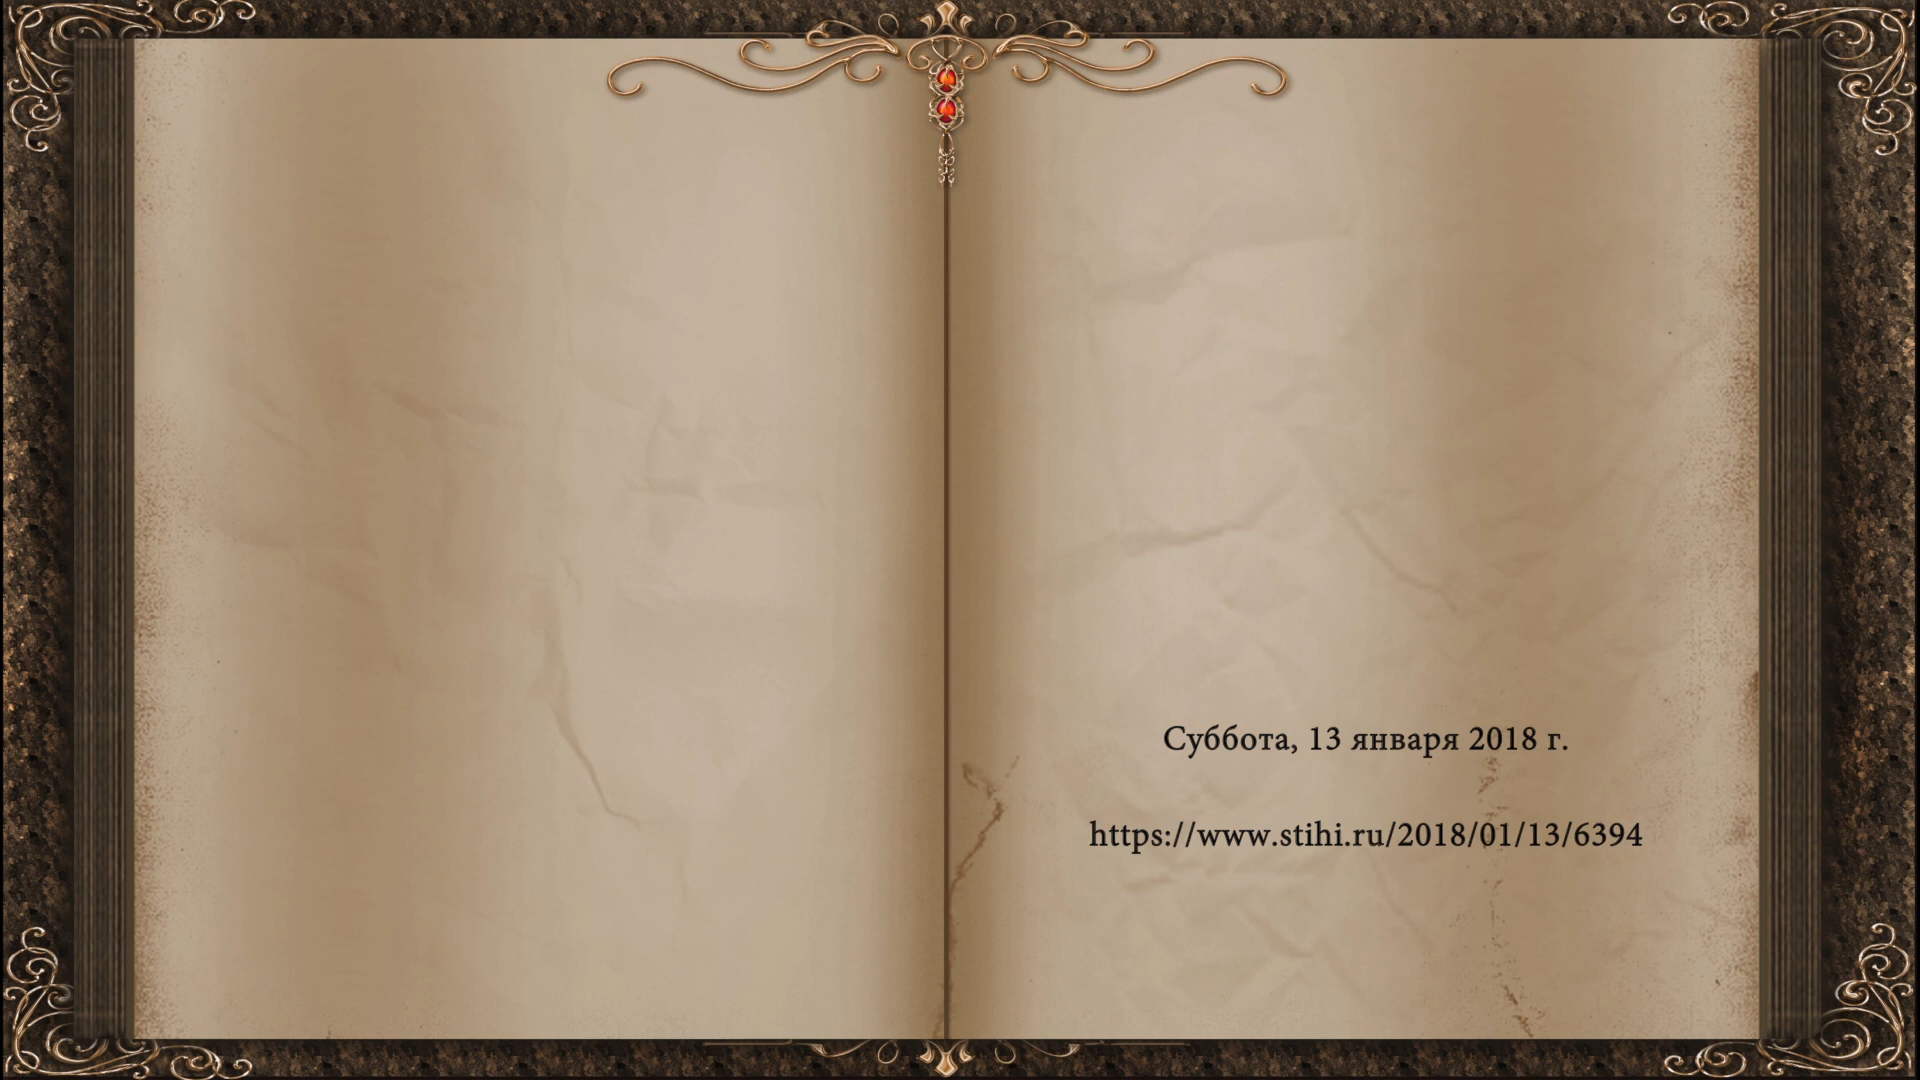 Суббота, 13 января 2018 г.
https://www.stihi.ru/2018/01/13/6394